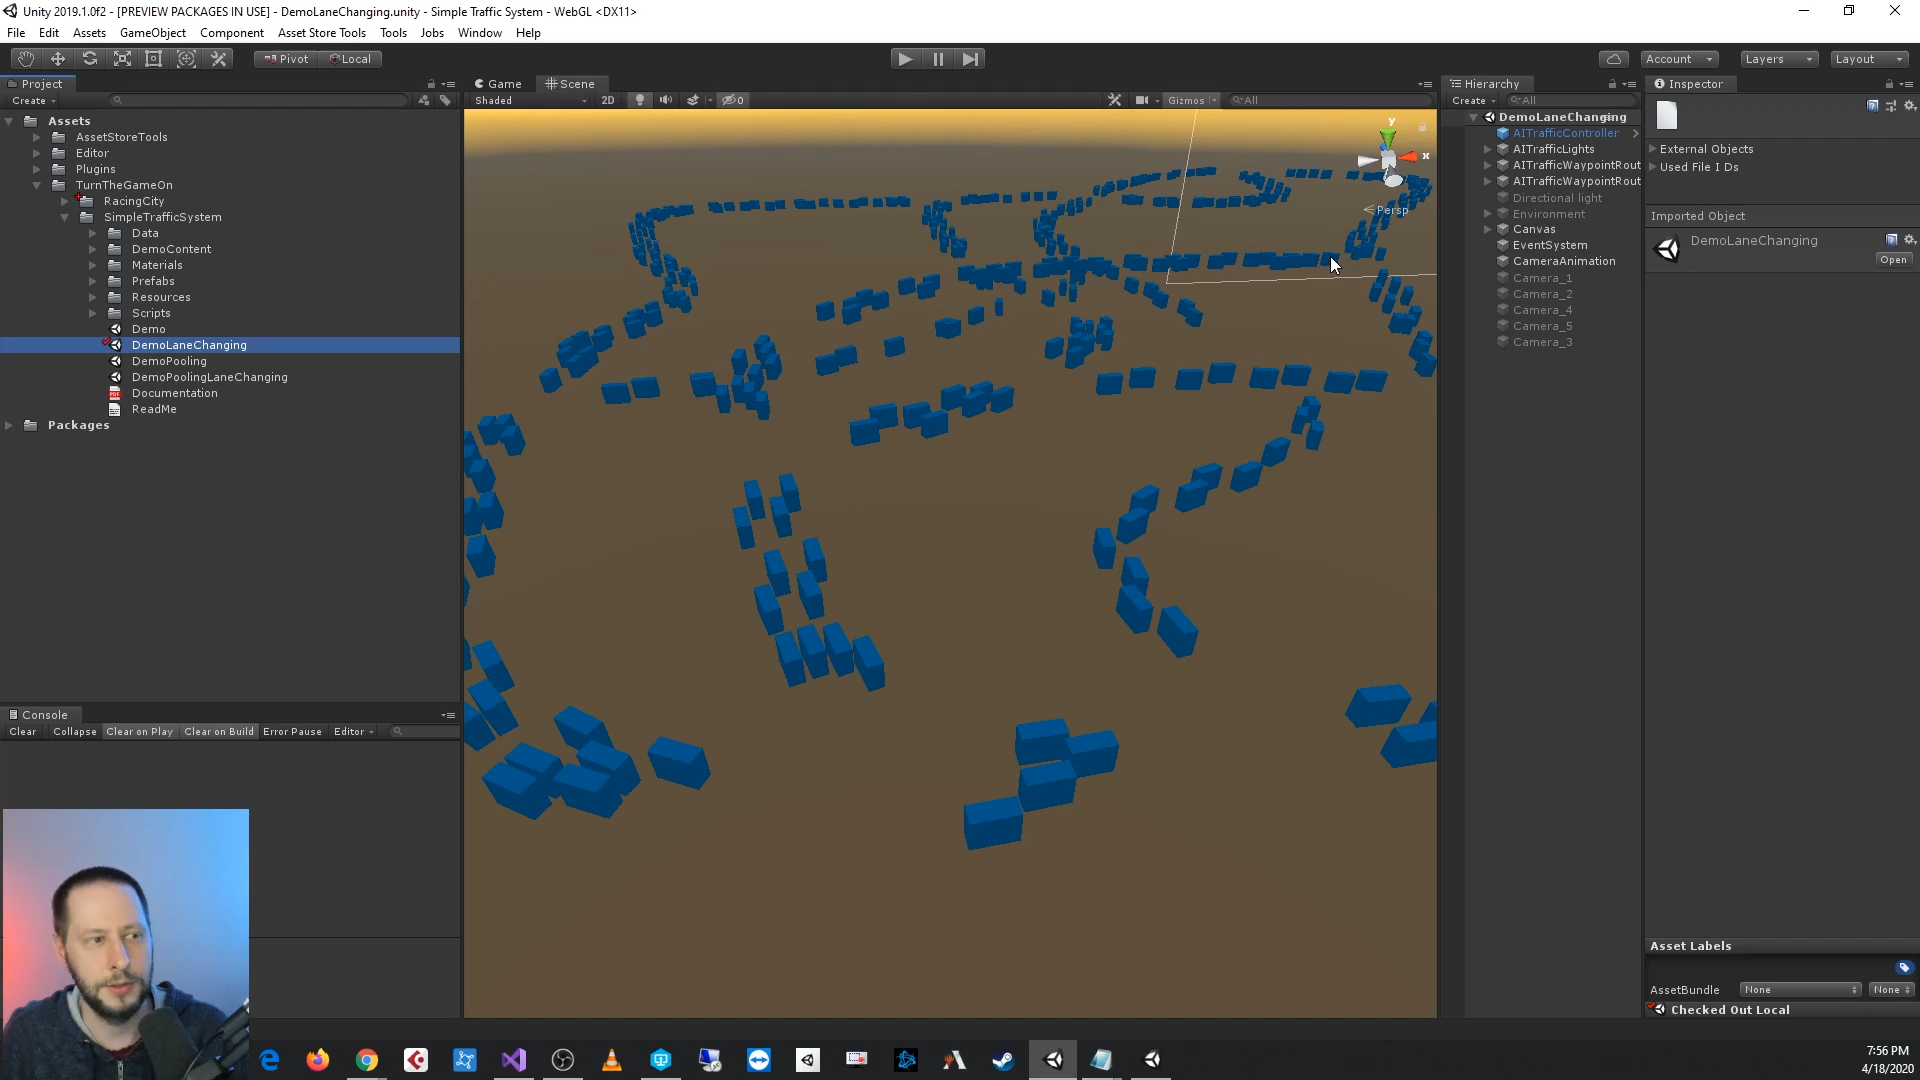 Unity 2019.1.0f2 - [PREVIEW PACKAGES IN USE] - DemoLaneChanging.unity - Simple Traffic System - WebGL <DX11>
File Edit Assets GameObject Component Asset Store Tools Tools Jobs Window Help
Pivot Local Account Layers Layout
Project
Create
Assets
AssetStoreTools
Editor
Plugins
TurnTheGameOn
RacingCity
SimpleTrafficSystem
Data
DemoContent
Materials
Prefabs
Resources
Scripts
Demo
DemoLaneChanging
DemoPooling
DemoPoolingLaneChanging
Documentation
ReadMe
Packages
Console
Clear Collapse Clear on Play Clear on Build Error Pause Editor
Game Scene
Shaded 2D 0 Gizmos All
y
x
Persp
Hierarchy
Create All
DemoLaneChanging
AITrafficController
AITrafficLights
AITrafficWaypointRout
AITrafficWaypointRout
Directional light
Environment
Canvas
EventSystem
CameraAnimation
Camera_1
Camera_2
Camera_4
Camera_5
Camera_3
Inspector
External Objects
Used File I Ds
Imported Object
DemoLaneChanging
Open
Asset Labels
AssetBundle None None
Checked Out Local
7:56 PM
4/18/2020